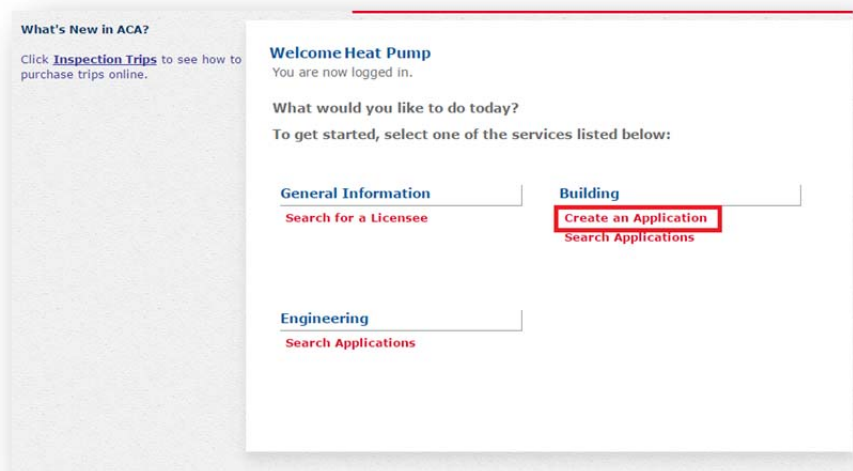 What's New in ACA?
Click Inspection Trips to see how to
purchase trips online.
Welcome Heat Pump
You are now logged in.
What would you like to do today?
To get started, select one of the services listed below:
General Information
Search for a Licensee
Building
Create an Application
Search Applications
Engineering
Search Applications